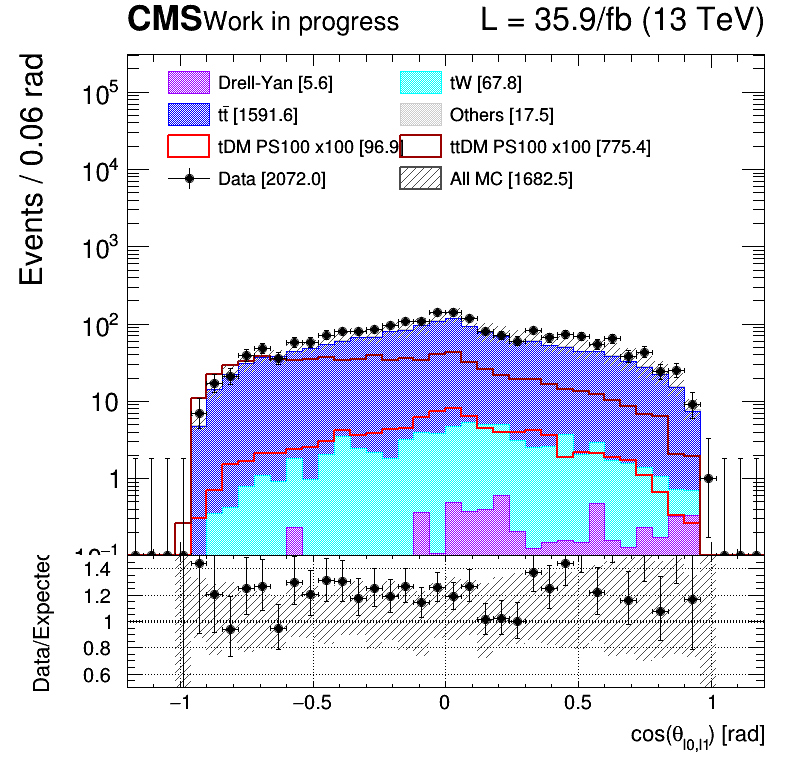 CMS Work in progress L = 35.9/fb (13 TeV)
Events / 0.06 rad
Drell-Yan [5.6] tW [67.8]
tt̄ [1591.6] Others [17.5]
tDM PS100 x100 [96.9] ttDM PS100 x100 [775.4]
Data [2072.0] All MC [1682.5]
10⁵
10⁴
10³
10²
10
1
10⁻¹
Data/Expected
1.4
1.2
1
0.8
0.6
−1 −0.5 0 0.5 1
cos(θ_l0,l1) [rad]